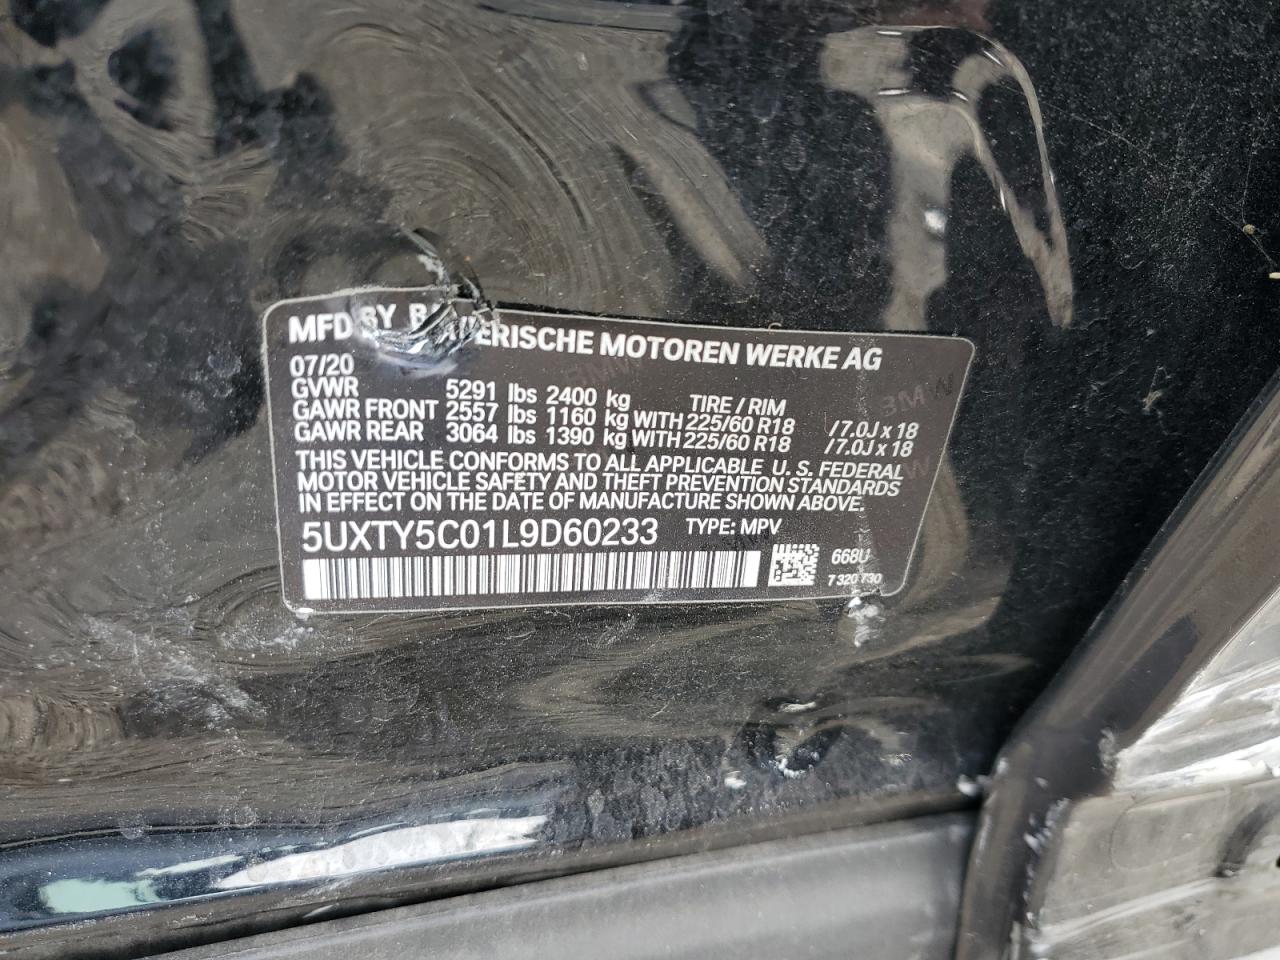 MFD BY BAYERISCHE MOTOREN WERKE AG
07/20
GVWR 5291 lbs 2400 kg TIRE / RIM
GAWR FRONT 2557 lbs 1160 kg WITH 225/60 R18 /7.0J x 18
GAWR REAR 3064 lbs 1390 kg WITH 225/60 R18 /7.0J x 18
THIS VEHICLE CONFORMS TO ALL APPLICABLE U.S. FEDERAL
MOTOR VEHICLE SAFETY AND THEFT PREVENTION STANDARDS
IN EFFECT ON THE DATE OF MANUFACTURE SHOWN ABOVE.
5UXTY5C01L9D60233 TYPE: MPV
668U
7 320 730